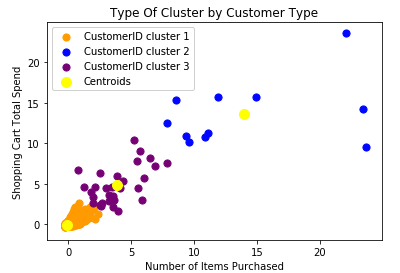 Type Of Cluster by Customer Type
CustomerID cluster 1
CustomerID cluster 2
CustomerID cluster 3
Centroids
Shopping Cart Total Spend
20
15
10
5
0
0
5
10
15
20
Number of Items Purchased